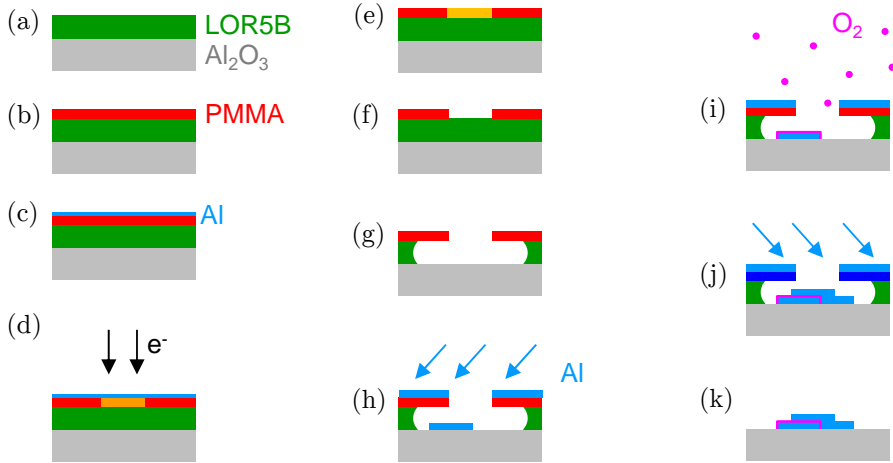 (a)
LOR5B
Al₂O₃
(b)
PMMA
(c)
Al
(d)
e⁻
(e)
(f)
(g)
(h)
Al
O₂
(i)
(j)
(k)